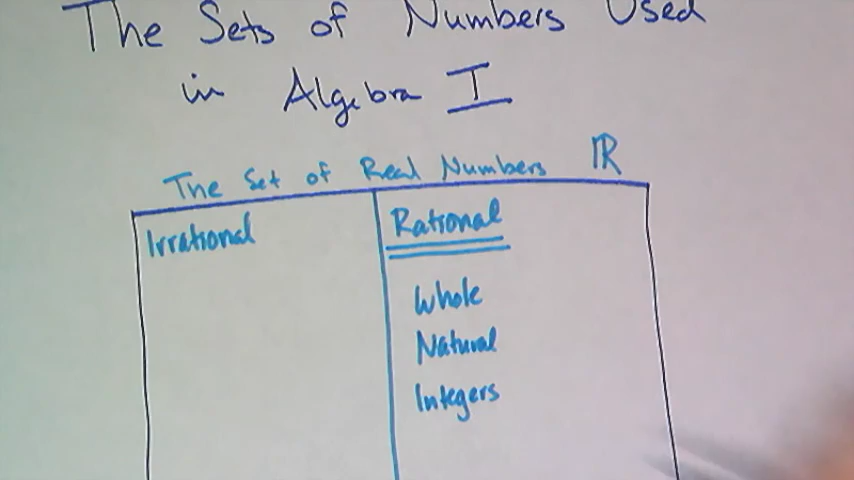 The Sets of Numbers Used
in Algebra I
The Set of Real Numbers ℝ
Irrational
Rational
Whole
Natural
Integers